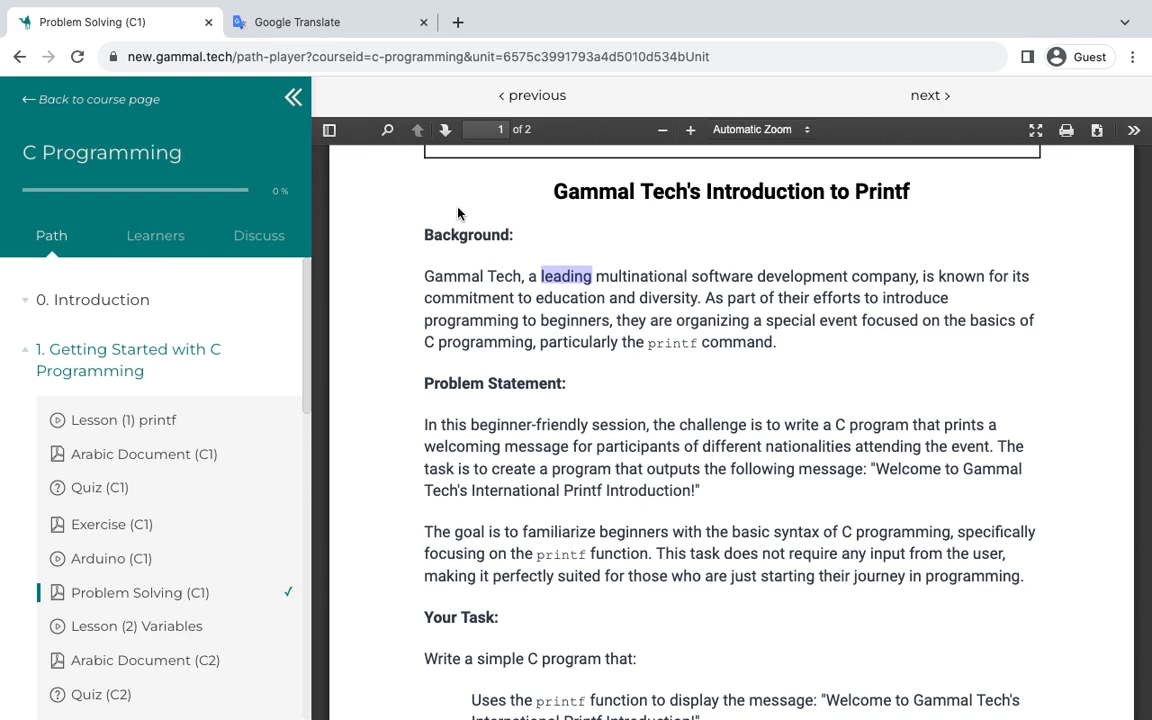 Problem Solving (C1)
Google Translate
new.gammal.tech/path-player?courseid=c-programming&unit=6575c3991793a4d5010d534bUnit
Guest
Back to course page
C Programming
0 %
Path Learners Discuss
0. Introduction
1. Getting Started with C
Programming
Lesson (1) printf
Arabic Document (C1)
Quiz (C1)
Exercise (C1)
Arduino (C1)
Problem Solving (C1)
Lesson (2) Variables
Arabic Document (C2)
Quiz (C2)
previous
next
1 of 2
Automatic Zoom
Gammal Tech's Introduction to Printf
Background:
Gammal Tech, a leading multinational software development company, is known for its
commitment to education and diversity. As part of their efforts to introduce
programming to beginners, they are organizing a special event focused on the basics of
C programming, particularly the printf command.
Problem Statement:
In this beginner-friendly session, the challenge is to write a C program that prints a
welcoming message for participants of different nationalities attending the event. The
task is to create a program that outputs the following message: "Welcome to Gammal
Tech's International Printf Introduction!"
The goal is to familiarize beginners with the basic syntax of C programming, specifically
focusing on the printf function. This task does not require any input from the user,
making it perfectly suited for those who are just starting their journey in programming.
Your Task:
Write a simple C program that:
Uses the printf function to display the message: "Welcome to Gammal Tech's
International Printf Introduction!"